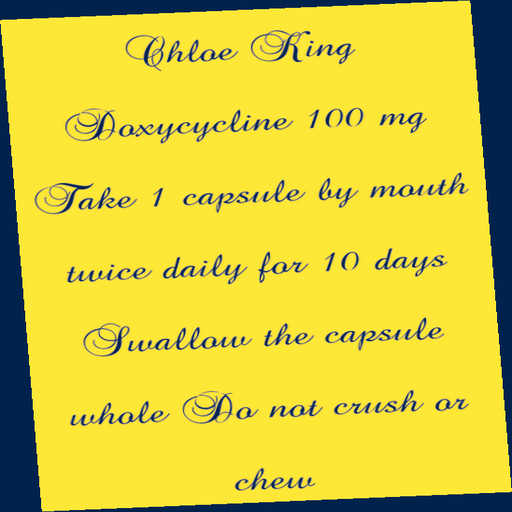 Chloe King
Doxycycline 100 mg
Take 1 capsule by mouth
twice daily for 10 days
Swallow the capsule
whole Do not crush or
chew